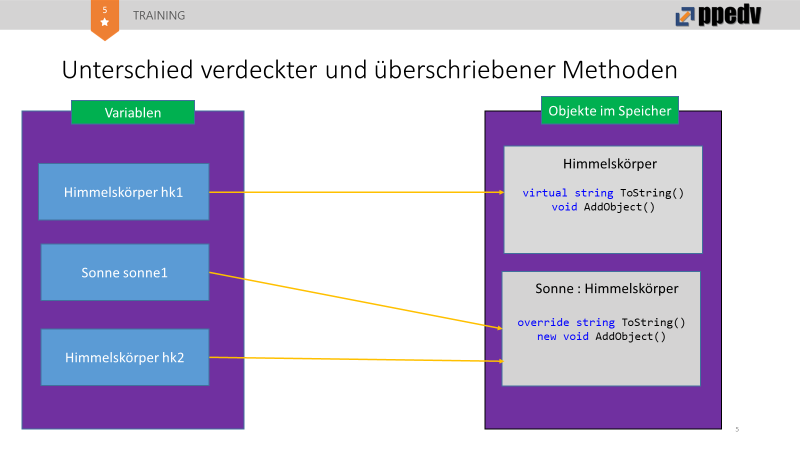 5
TRAINING
ppedv
Unterschied verdeckter und überschriebener Methoden
Variablen
Himmelskörper hk1
Sonne sonne1
Himmelskörper hk2
Objekte im Speicher
Himmelskörper
virtual string ToString()
void AddObject()
Sonne : Himmelskörper
override string ToString()
new void AddObject()
5